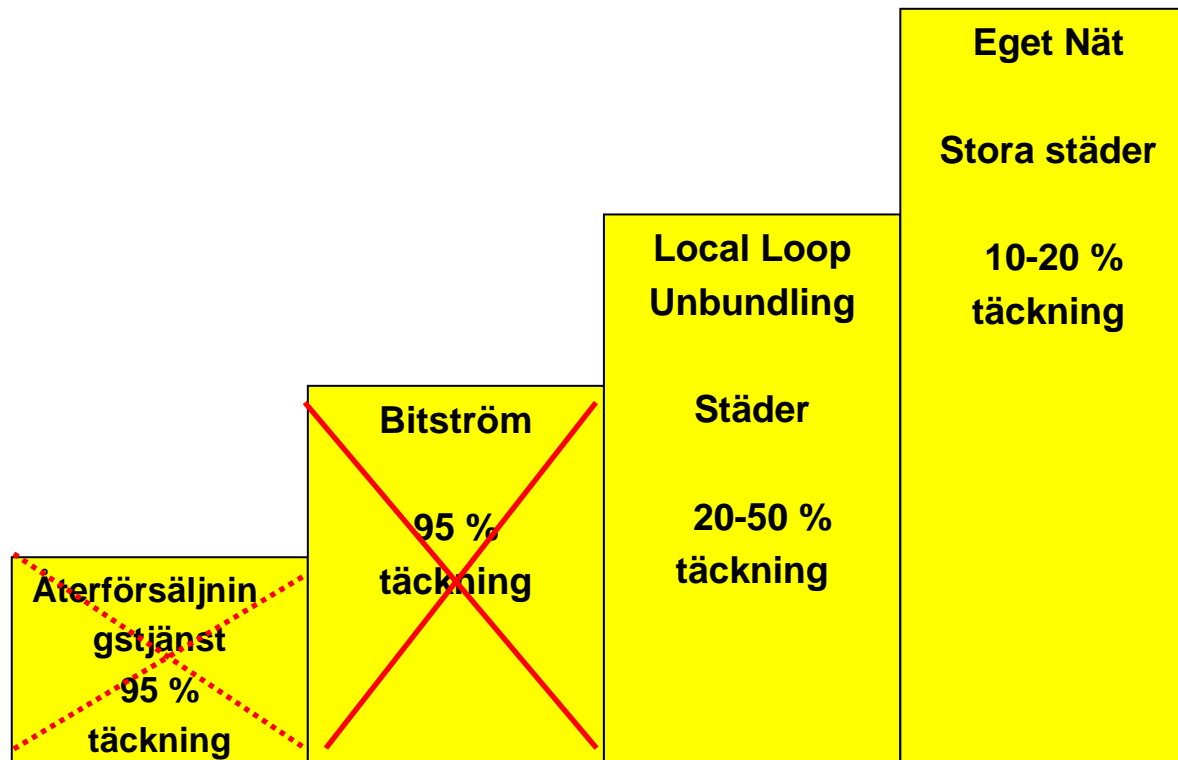 Återförsäljnin
gstjänst
95 %
täckning
Bitström
95 %
täckning
Local Loop
Unbundling
Städer
20-50 %
täckning
Eget Nät
Stora städer
10-20 %
täckning